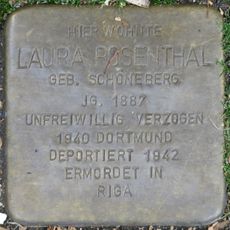 HIER WOHNTE
LAURA ROSENTHAL
GEB. SCHÖNEBERG
JG. 1887
UNFREIWILLIG VERZOGEN
1940 DORTMUND
DEPORTIERT 1942
ERMORDET IN
RIGA